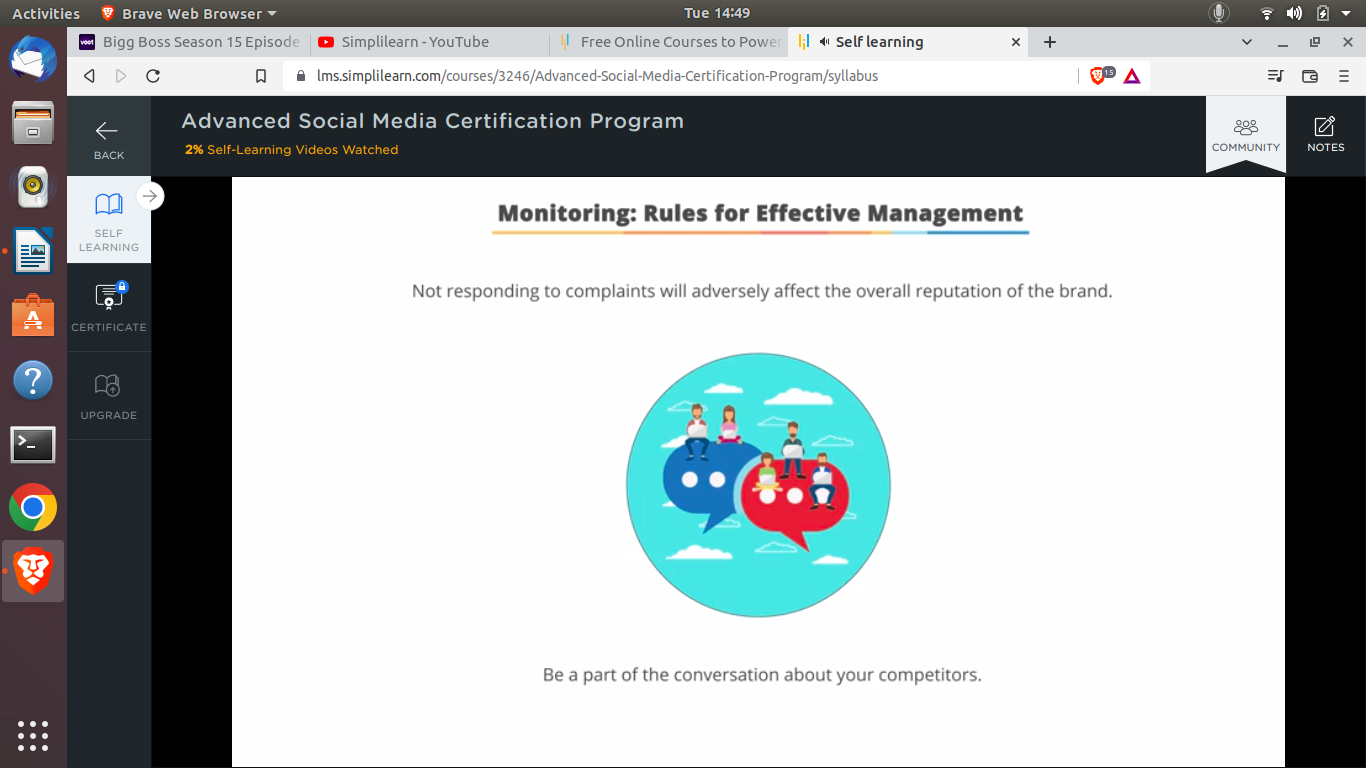 Activities
Brave Web Browser
Tue 14:49
voot
Bigg Boss Season 15 Episode
Simplilearn - YouTube
Free Online Courses to Power
Self learning
lms.simplilearn.com/courses/3246/Advanced-Social-Media-Certification-Program/syllabus
15
BACK
Advanced Social Media Certification Program
2% Self-Learning Videos Watched
COMMUNITY
NOTES
SELF
LEARNING
CERTIFICATE
UPGRADE
Monitoring: Rules for Effective Management
Not responding to complaints will adversely affect the overall reputation of the brand.
Be a part of the conversation about your competitors.